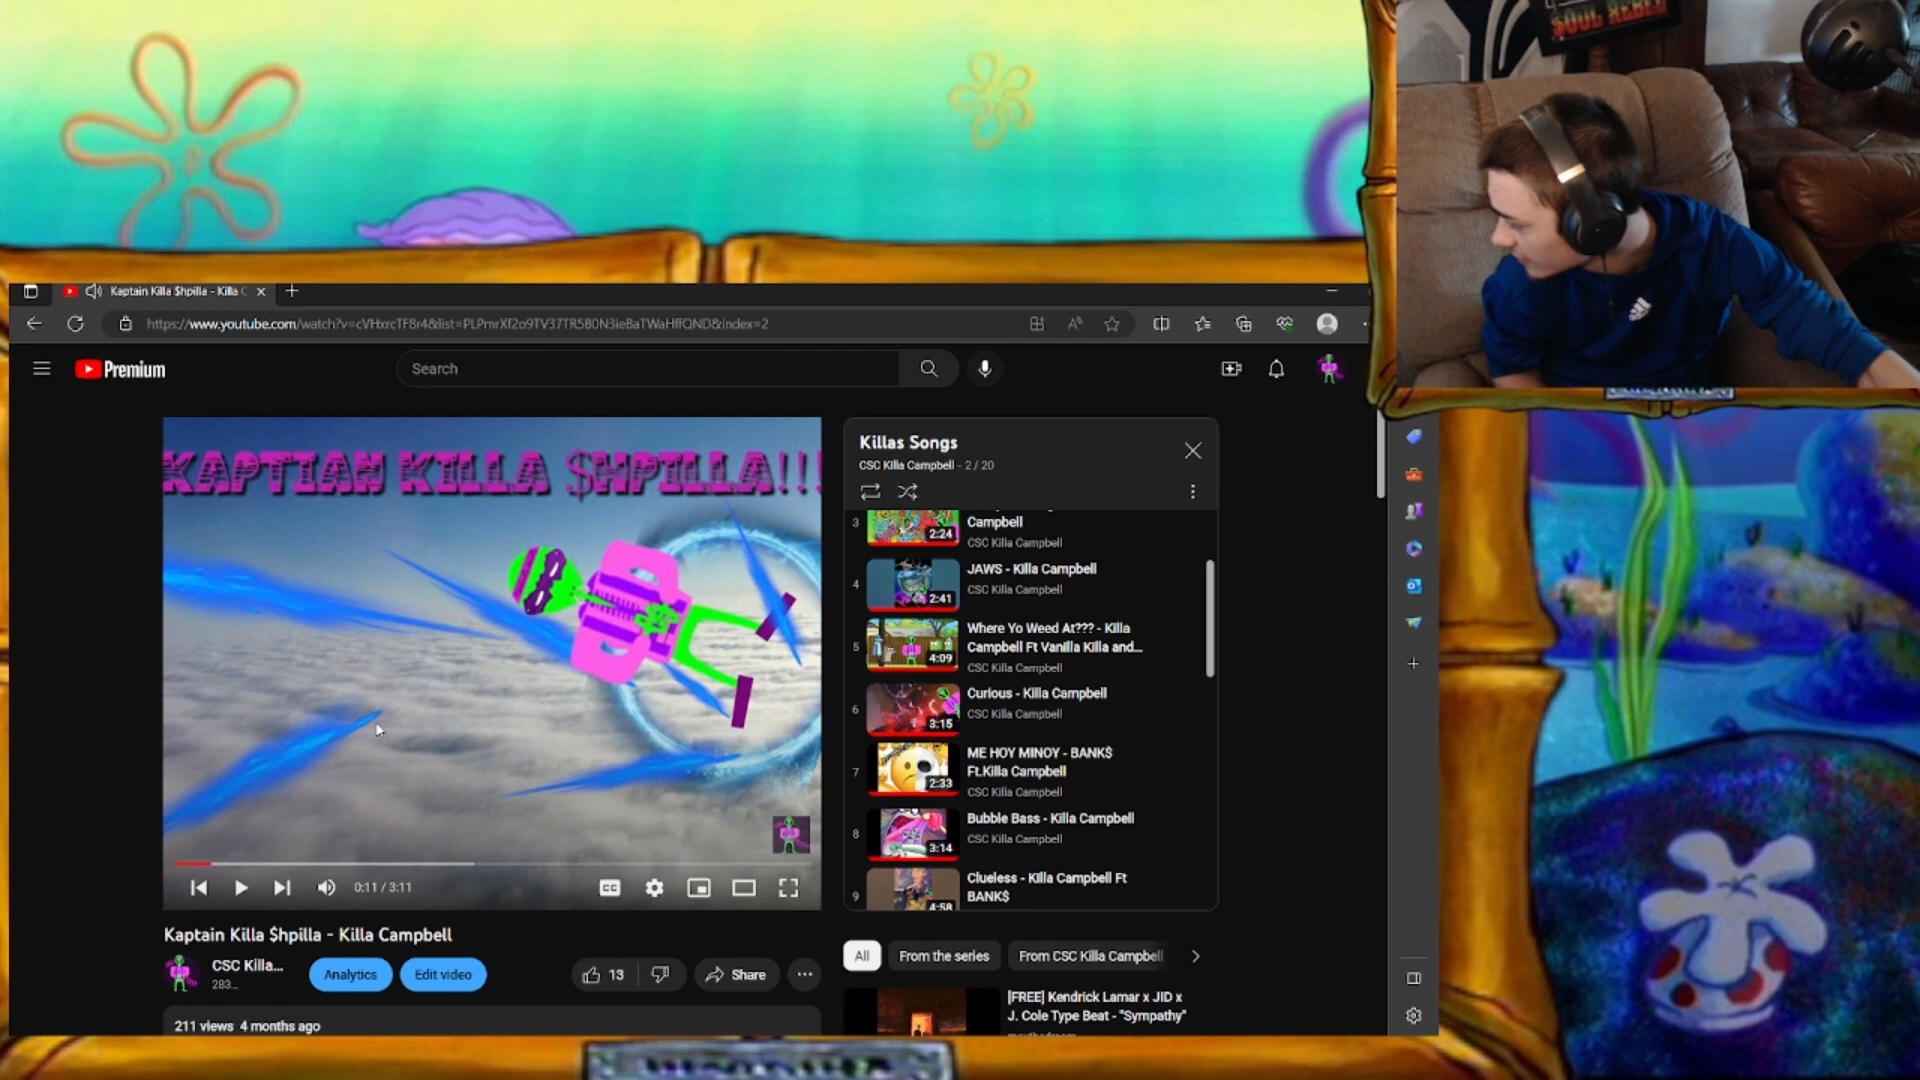 $OUL REBEL
Kaptain Killa $hpilla - Killa C
https://www.youtube.com/watch?v=cVHxrcTF8r4&list=PLPmrXf2o9TV37TR5B0N3ieBaTWaHffQND&index=2
Premium
Search
KAPTIAN KILLA $HPILLA!!!
0:11 / 3:11
CC
Kaptain Killa $hpilla - Killa Campbell
CSC Killa...
283...
Analytics
Edit video
13
Share
211 views 4 months ago
Killas Songs
CSC Killa Campbell - 2 / 20
3
2:24
Campbell
CSC Killa Campbell
4
2:41
JAWS - Killa Campbell
CSC Killa Campbell
5
4:09
Where Yo Weed At??? - Killa
Campbell Ft Vanilla Killa and...
CSC Killa Campbell
6
3:15
Curious - Killa Campbell
CSC Killa Campbell
7
2:33
ME HOY MINOY - BANK$
Ft.Killa Campbell
CSC Killa Campbell
8
3:14
Bubble Bass - Killa Campbell
CSC Killa Campbell
9
4:58
Clueless - Killa Campbell Ft
BANK$
All
From the series
From CSC Killa Campbell
[FREE] Kendrick Lamar x JID x
J. Cole Type Beat - "Sympathy"